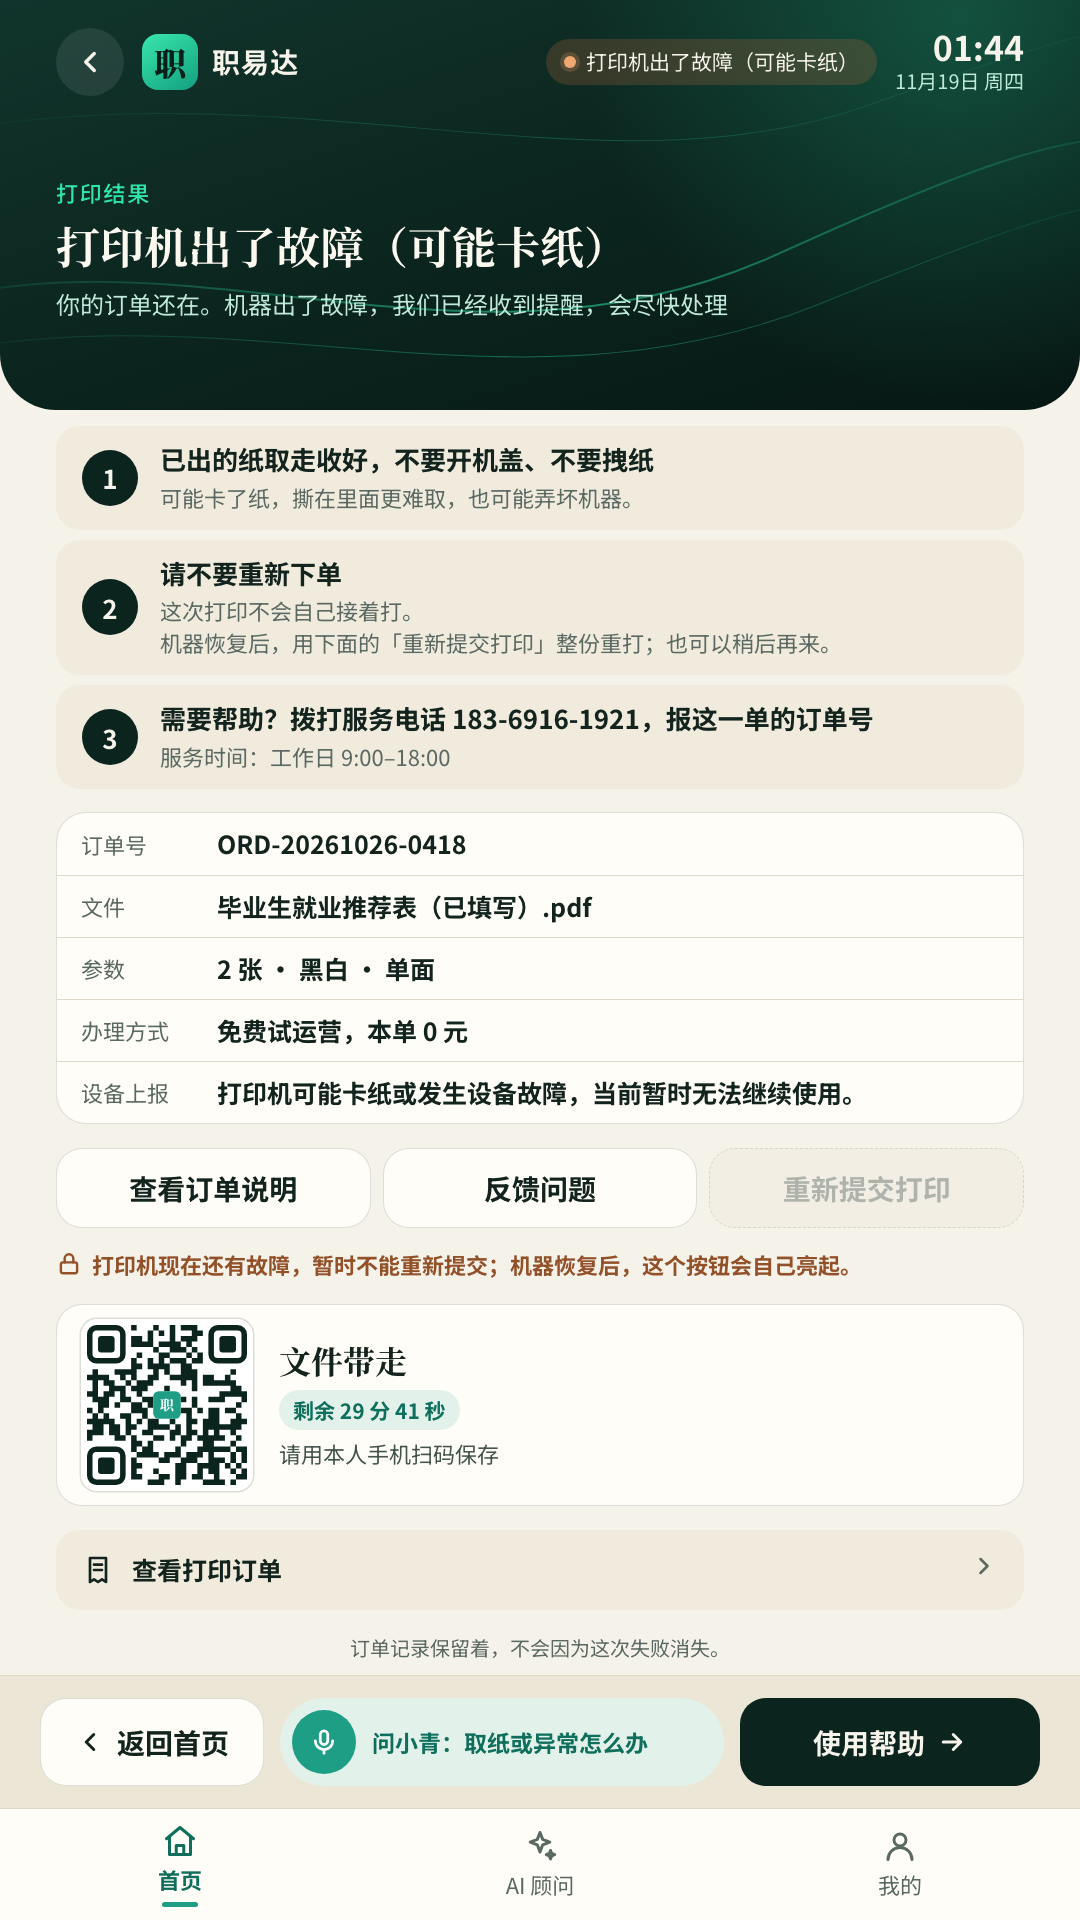 职 职易达
打印机出了故障（可能卡纸）
01:44
11月19日 周四
打印结果
打印机出了故障（可能卡纸）
你的订单还在。机器出了故障，我们已经收到提醒，会尽快处理
1
已出的纸取走收好，不要开机盖、不要拽纸
可能卡了纸，撕在里面更难取，也可能弄坏机器。
2
请不要重新下单
这次打印不会自己接着打。
机器恢复后，用下面的「重新提交打印」整份重打；也可以稍后再来。
3
需要帮助？拨打服务电话 183-6916-1921，报这一单的订单号
服务时间：工作日 9:00–18:00
订单号 ORD-20261026-0418
文件 毕业生就业推荐表（已填写）.pdf
参数 2 张 · 黑白 · 单面
办理方式 免费试运营，本单 0 元
设备上报 打印机可能卡纸或发生设备故障，当前暂时无法继续使用。
查看订单说明 反馈问题 重新提交打印
打印机现在还有故障，暂时不能重新提交；机器恢复后，这个按钮会自己亮起。
职
文件带走
剩余 29 分 41 秒
请用本人手机扫码保存
查看打印订单
订单记录保留着，不会因为这次失败消失。
返回首页 问小青：取纸或异常怎么办 使用帮助
首页 AI 顾问 我的